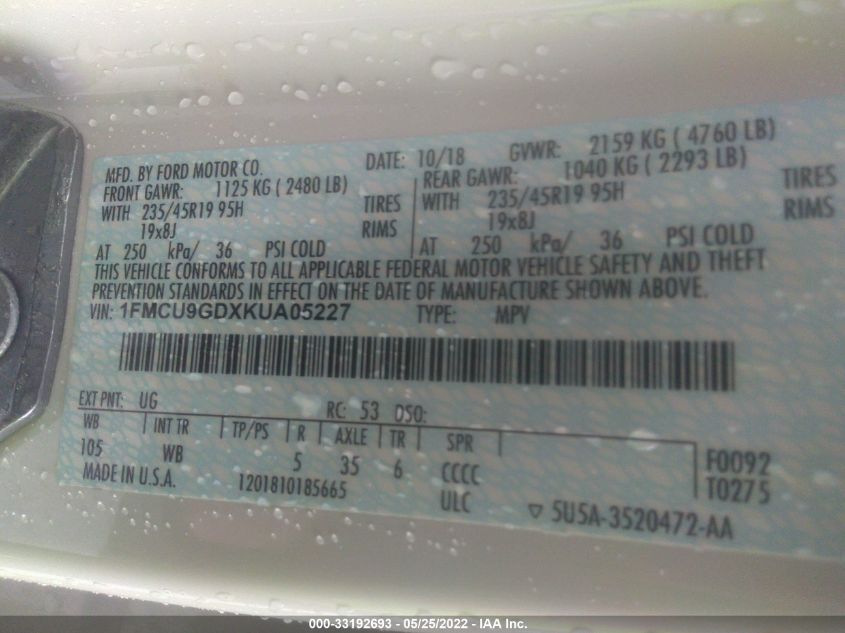 MFD. BY FORD MOTOR CO.
DATE: 10/18 GVWR: 2159 KG ( 4760 LB)
FRONT GAWR: 1125 KG ( 2480 LB)
WITH 235/45R19 95H TIRES
19x8J RIMS
AT 250 kPa/ 36 PSI COLD
REAR GAWR: 1040 KG ( 2293 LB)
WITH 235/45R19 95H TIRES
19x8J RIMS
AT 250 kPa/ 36 PSI COLD
THIS VEHICLE CONFORMS TO ALL APPLICABLE FEDERAL MOTOR VEHICLE SAFETY AND THEFT
PREVENTION STANDARDS IN EFFECT ON THE DATE OF MANUFACTURE SHOWN ABOVE.
VIN: 1FMCU9GDXKUA05227 TYPE: MPV
EXT PNT: UG RC: 53 DSO:
WB INT TR TP/PS R AXLE TR SPR
105 WB 5 35 6 CCCC
F0092
T0275
MADE IN U.S.A. 1201810185665 ULC
▽ 5U5A-3520472-AA
000-33192693 - 05/25/2022 - IAA Inc.